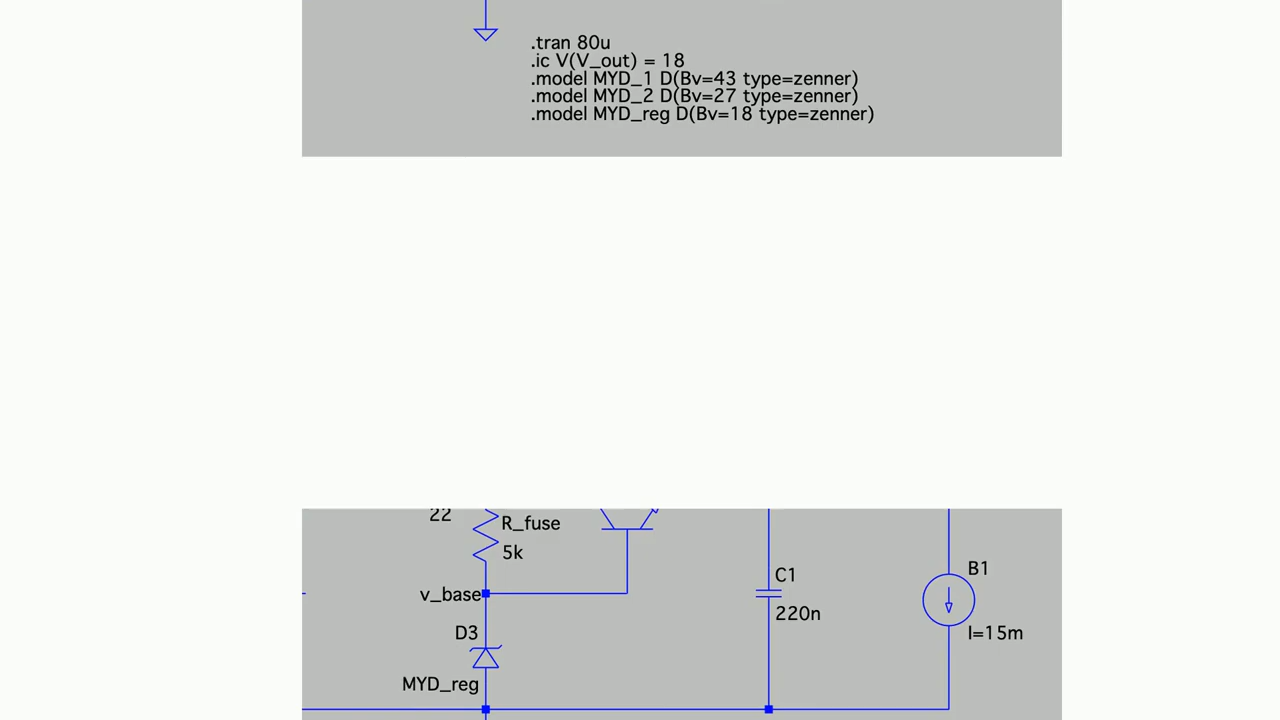 .tran 80u
.ic V(V_out) = 18
.model MYD_1 D(Bv=43 type=zenner)
.model MYD_2 D(Bv=27 type=zenner)
.model MYD_reg D(Bv=18 type=zenner)
22
R_fuse
5k
v_base
D3
MYD_reg
C1
220n
B1
I=15m